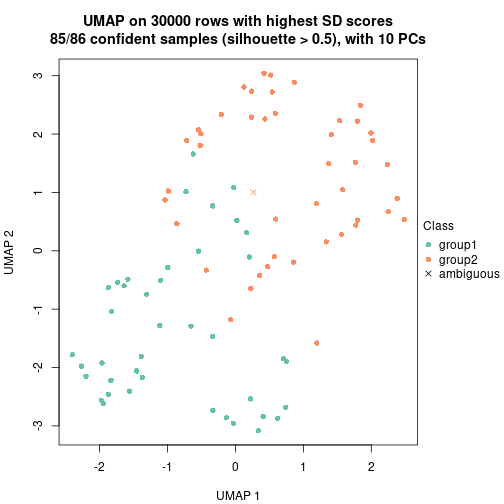 UMAP on 30000 rows with highest SD scores
85/86 confident samples (silhouette > 0.5), with 10 PCs
3
2
1
0
-1
-2
-3
UMAP 2
-2
-1
0
1
2
UMAP 1
Class
group1
group2
ambiguous